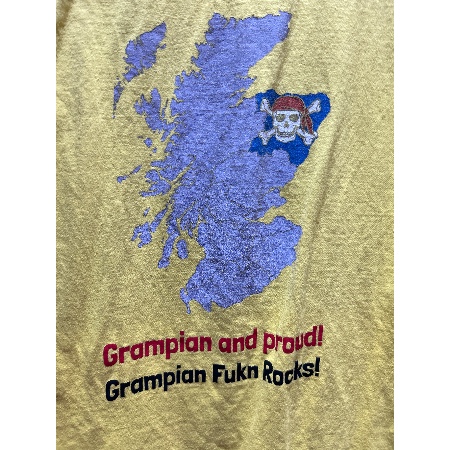 Grampian and proud!
Grampian Fukn Rocks!